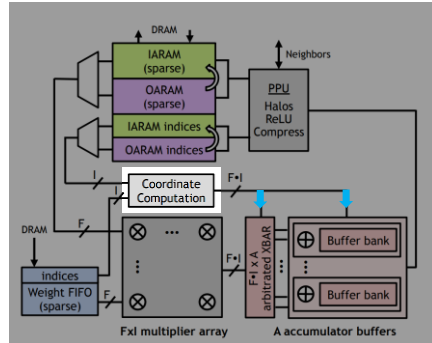 DRAM
IARAM
(sparse)
OARAM
(sparse)
IARAM indices
OARAM indices
Neighbors
PPU
Halos
ReLU
Compress
I
I
Coordinate
Computation
F•I
DRAM
F
indices
Weight FIFO
(sparse)
F
...
⋮
F•I
F•I x A
arbitrated XBAR
Buffer bank
⋮
Buffer bank
FxI multiplier array
A accumulator buffers